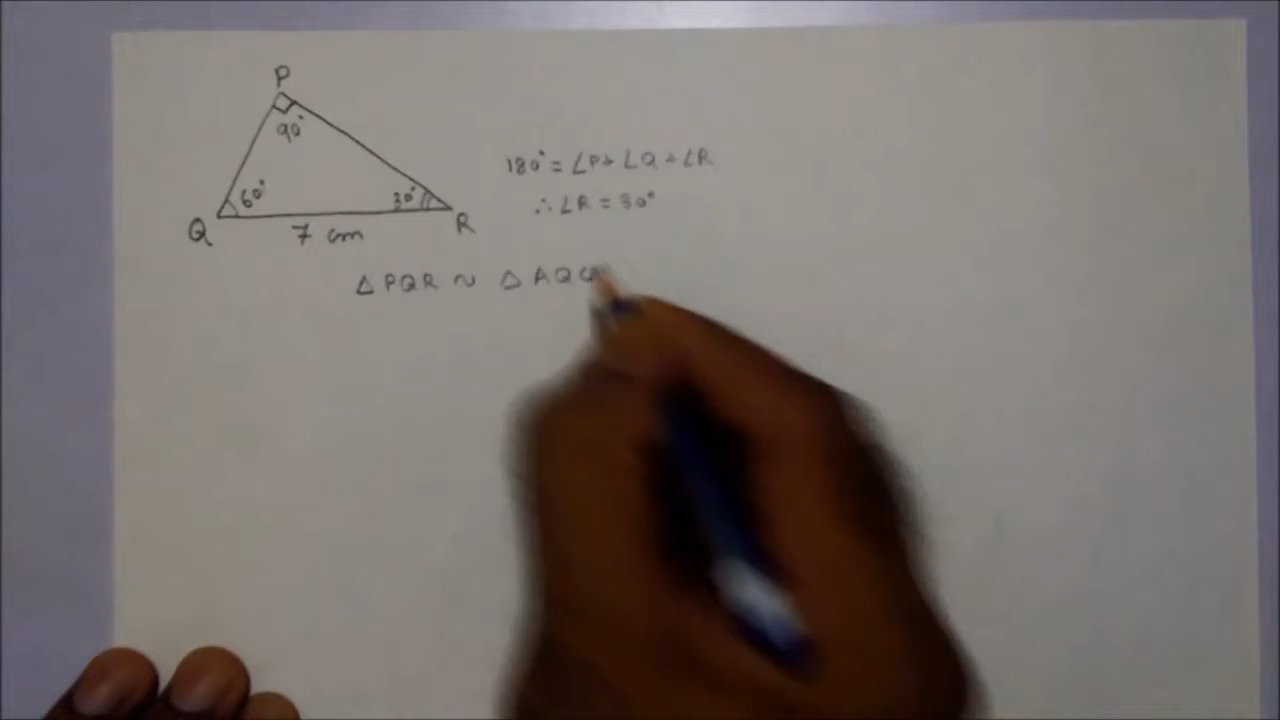 P
90°
60°
30°
Q
7 cm
R
180° = ∠P + ∠Q + ∠R
∴ ∠R = 30°
△ PQR ~ △ AQ